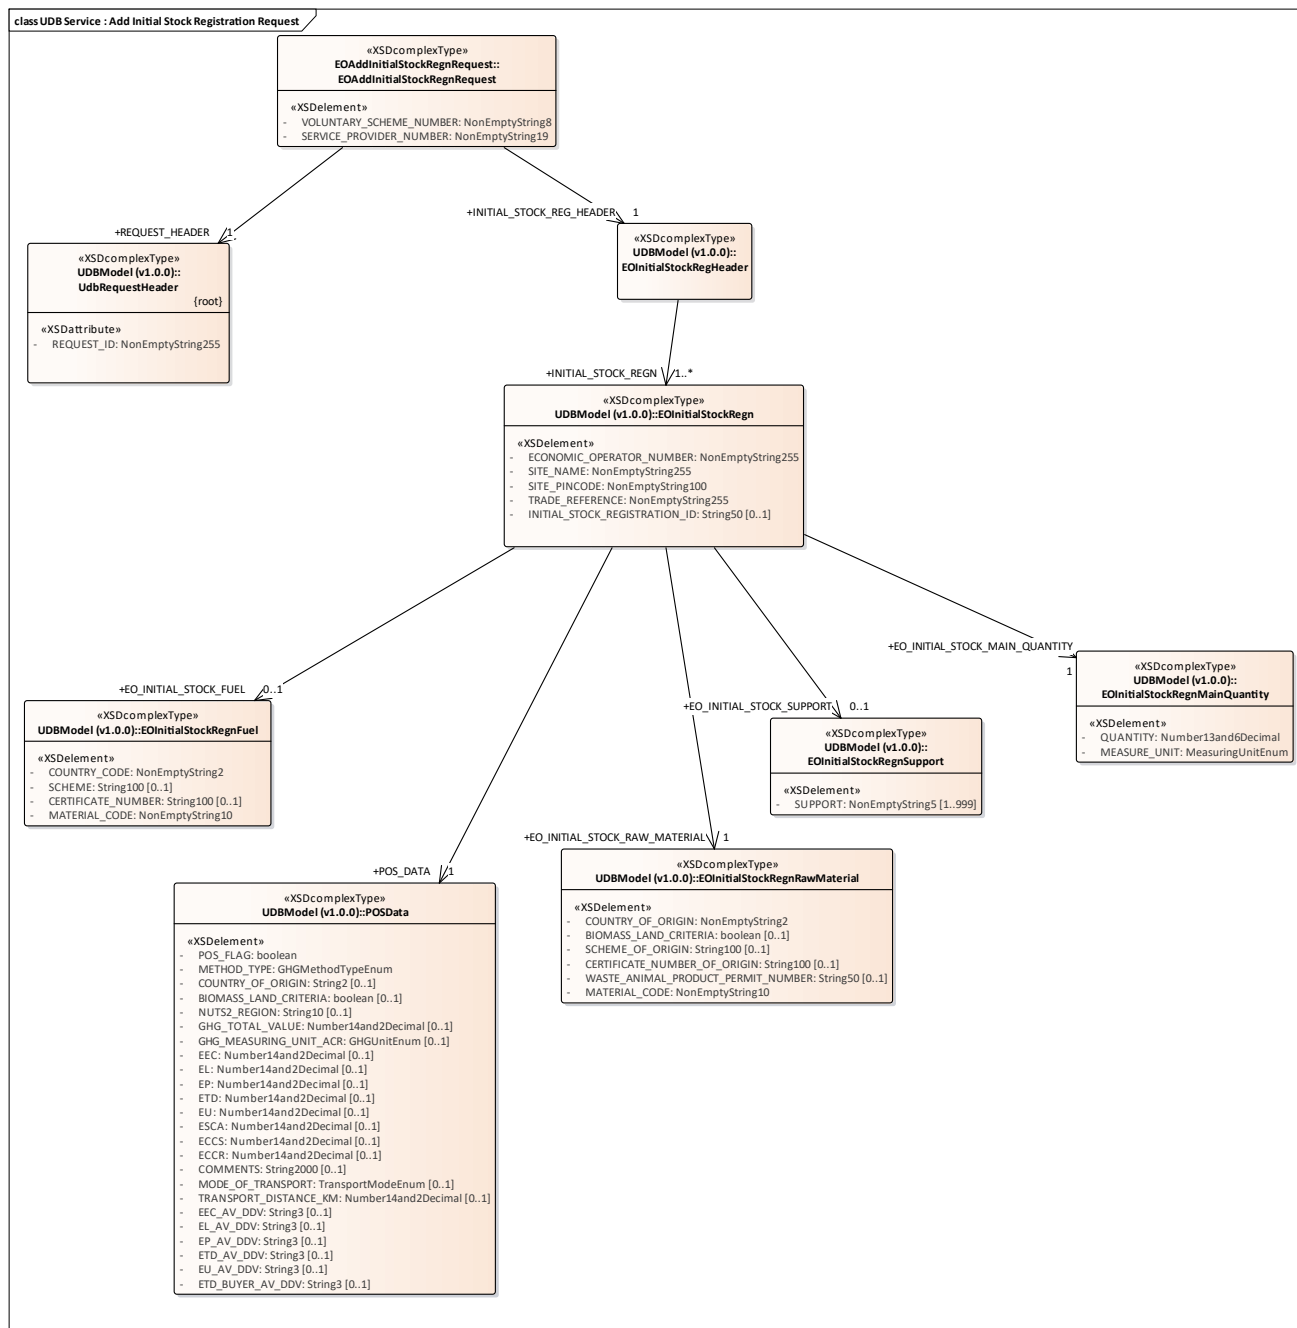 class UDB Service : Add Initial Stock Registration Request
«XSDcomplexType»
EOAddInitialStockRegnRequest::
EOAddInitialStockRegnRequest
«XSDelement»
- VOLUNTARY_SCHEME_NUMBER: NonEmptyString8
- SERVICE_PROVIDER_NUMBER: NonEmptyString19
+REQUEST_HEADER 1
+INITIAL_STOCK_REG_HEADER 1
«XSDcomplexType»
UDBModel (v1.0.0)::
UdbRequestHeader
{root}
«XSDattribute»
- REQUEST_ID: NonEmptyString255
«XSDcomplexType»
UDBModel (v1.0.0)::
EOInitialStockRegHeader
+INITIAL_STOCK_REGN 1..*
«XSDcomplexType»
UDBModel (v1.0.0)::EOInitialStockRegn
«XSDelement»
- ECONOMIC_OPERATOR_NUMBER: NonEmptyString255
- SITE_NAME: NonEmptyString255
- SITE_PINCODE: NonEmptyString100
- TRADE_REFERENCE: NonEmptyString255
- INITIAL_STOCK_REGISTRATION_ID: String50 [0..1]
+EO_INITIAL_STOCK_MAIN_QUANTITY
1
«XSDcomplexType»
UDBModel (v1.0.0)::
EOInitialStockRegnMainQuantity
«XSDelement»
- QUANTITY: Number13and6Decimal
- MEASURE_UNIT: MeasuringUnitEnum
+EO_INITIAL_STOCK_FUEL 0..1
«XSDcomplexType»
UDBModel (v1.0.0)::EOInitialStockRegnFuel
«XSDelement»
- COUNTRY_CODE: NonEmptyString2
- SCHEME: String100 [0..1]
- CERTIFICATE_NUMBER: String100 [0..1]
- MATERIAL_CODE: NonEmptyString10
+EO_INITIAL_STOCK_SUPPORT 0..1
«XSDcomplexType»
UDBModel (v1.0.0)::
EOInitialStockRegnSupport
«XSDelement»
- SUPPORT: NonEmptyString5 [1..999]
+EO_INITIAL_STOCK_RAW_MATERIAL 1
«XSDcomplexType»
UDBModel (v1.0.0)::EOInitialStockRegnRawMaterial
«XSDelement»
- COUNTRY_OF_ORIGIN: NonEmptyString2
- BIOMASS_LAND_CRITERIA: boolean [0..1]
- SCHEME_OF_ORIGIN: String100 [0..1]
- CERTIFICATE_NUMBER_OF_ORIGIN: String100 [0..1]
- WASTE_ANIMAL_PRODUCT_PERMIT_NUMBER: String50 [0..1]
- MATERIAL_CODE: NonEmptyString10
+POS_DATA 1
«XSDcomplexType»
UDBModel (v1.0.0)::POSData
«XSDelement»
- POS_FLAG: boolean
- METHOD_TYPE: GHGMethodTypeEnum
- COUNTRY_OF_ORIGIN: String2 [0..1]
- BIOMASS_LAND_CRITERIA: boolean [0..1]
- NUTS2_REGION: String10 [0..1]
- GHG_TOTAL_VALUE: Number14and2Decimal [0..1]
- GHG_MEASURING_UNIT_ACR: GHGUnitEnum [0..1]
- EEC: Number14and2Decimal [0..1]
- EL: Number14and2Decimal [0..1]
- EP: Number14and2Decimal [0..1]
- ETD: Number14and2Decimal [0..1]
- EU: Number14and2Decimal [0..1]
- ESCA: Number14and2Decimal [0..1]
- ECCS: Number14and2Decimal [0..1]
- ECCR: Number14and2Decimal [0..1]
- COMMENTS: String2000 [0..1]
- MODE_OF_TRANSPORT: TransportModeEnum [0..1]
- TRANSPORT_DISTANCE_KM: Number14and2Decimal [0..1]
- EEC_AV_DDV: String3 [0..1]
- EL_AV_DDV: String3 [0..1]
- EP_AV_DDV: String3 [0..1]
- ETD_AV_DDV: String3 [0..1]
- EU_AV_DDV: String3 [0..1]
- ETD_BUYER_AV_DDV: String3 [0..1]